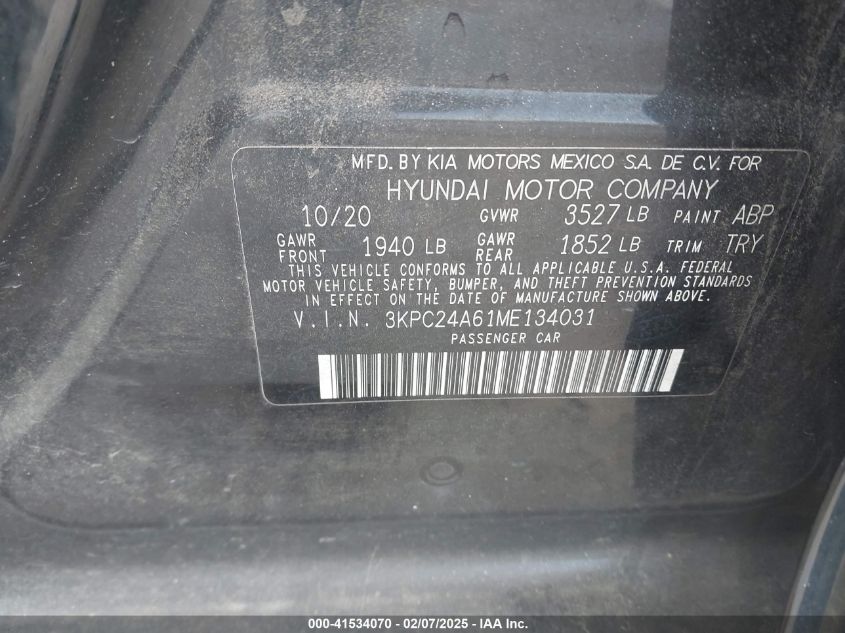 MFD. BY KIA MOTORS MEXICO S.A. DE C.V. FOR
HYUNDAI MOTOR COMPANY
10/20 GVWR 3527 LB PAINT ABP
GAWR FRONT 1940 LB GAWR REAR 1852 LB TRIM TRY
THIS VEHICLE CONFORMS TO ALL APPLICABLE U.S.A. FEDERAL
MOTOR VEHICLE SAFETY, BUMPER, AND THEFT PREVENTION STANDARDS
IN EFFECT ON THE DATE OF MANUFACTURE SHOWN ABOVE.
V.I.N. 3KPC24A61ME134031
PASSENGER CAR
000-41534070 — 02/07/2025 — IAA Inc.